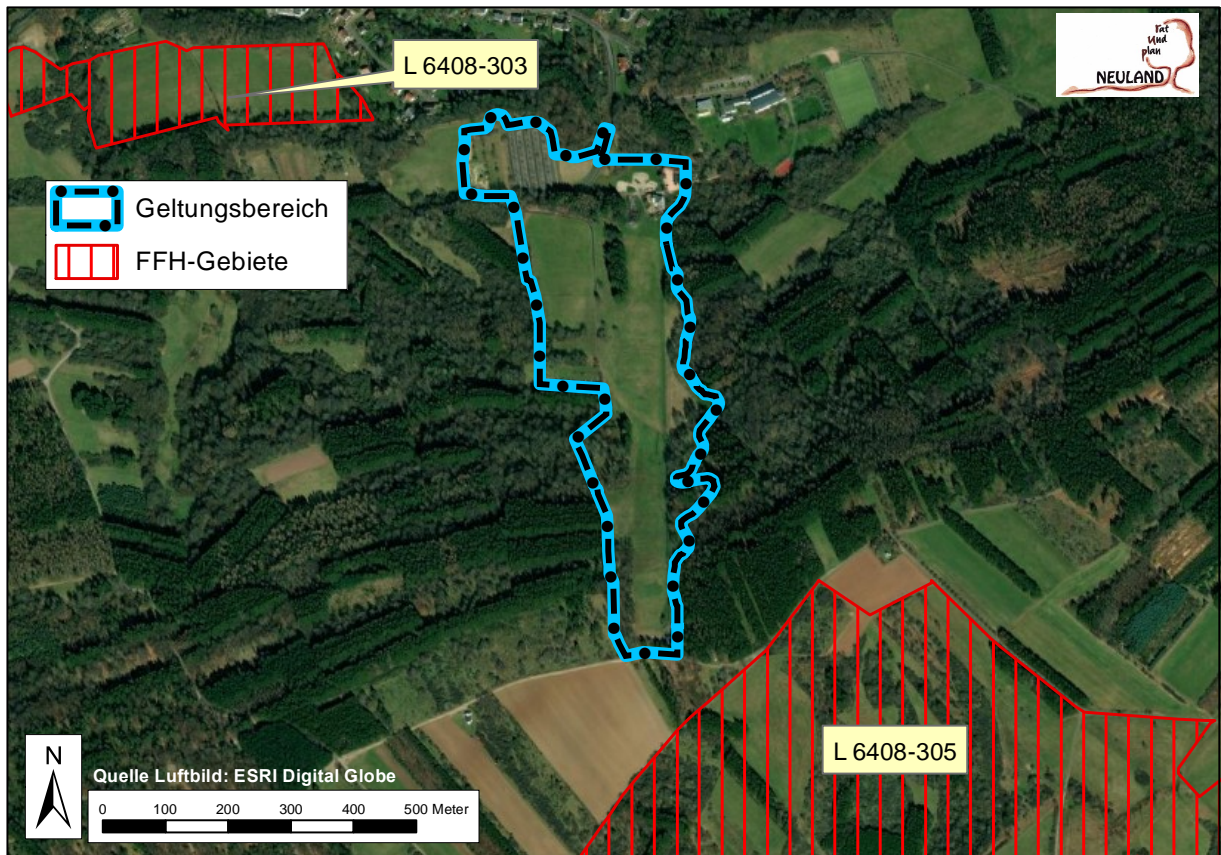 L 6408-303
rat
und
plan
NEULAND
Geltungsbereich
FFH-Gebiete
L 6408-305
N
Quelle Luftbild: ESRI Digital Globe
0 100 200 300 400 500 Meter